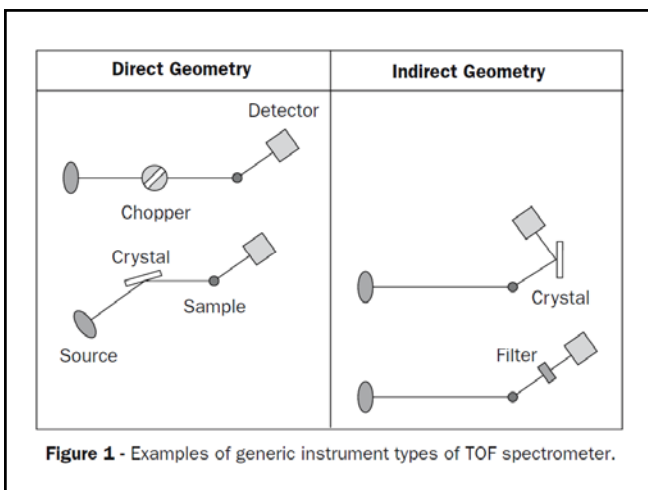 Direct Geometry
Indirect Geometry
Detector
Chopper
Crystal
Sample
Source
Crystal
Filter
Figure 1 - Examples of generic instrument types of TOF spectrometer.